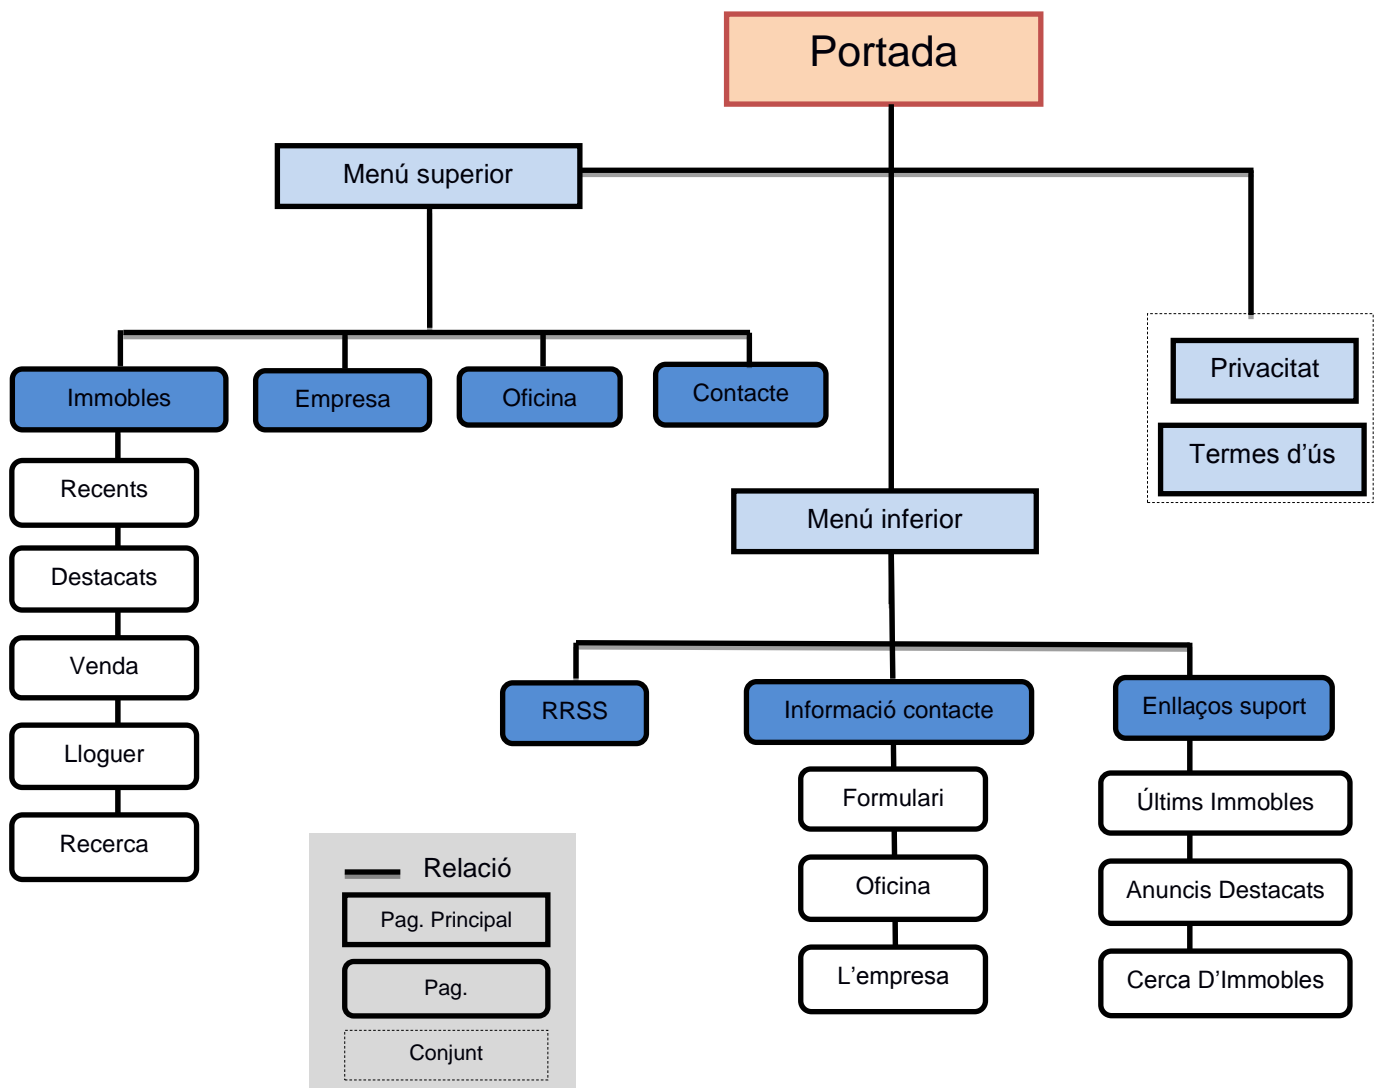 Portada
Menú superior
Immobles
Empresa
Oficina
Contacte
Privacitat
Termes d'ús
Recents
Destacats
Venda
Lloguer
Recerca
Menú inferior
RRSS
Informació contacte
Enllaços suport
Formulari
Oficina
L'empresa
Últims Immobles
Anuncis Destacats
Cerca D'Immobles
Relació
Pag. Principal
Pag.
Conjunt